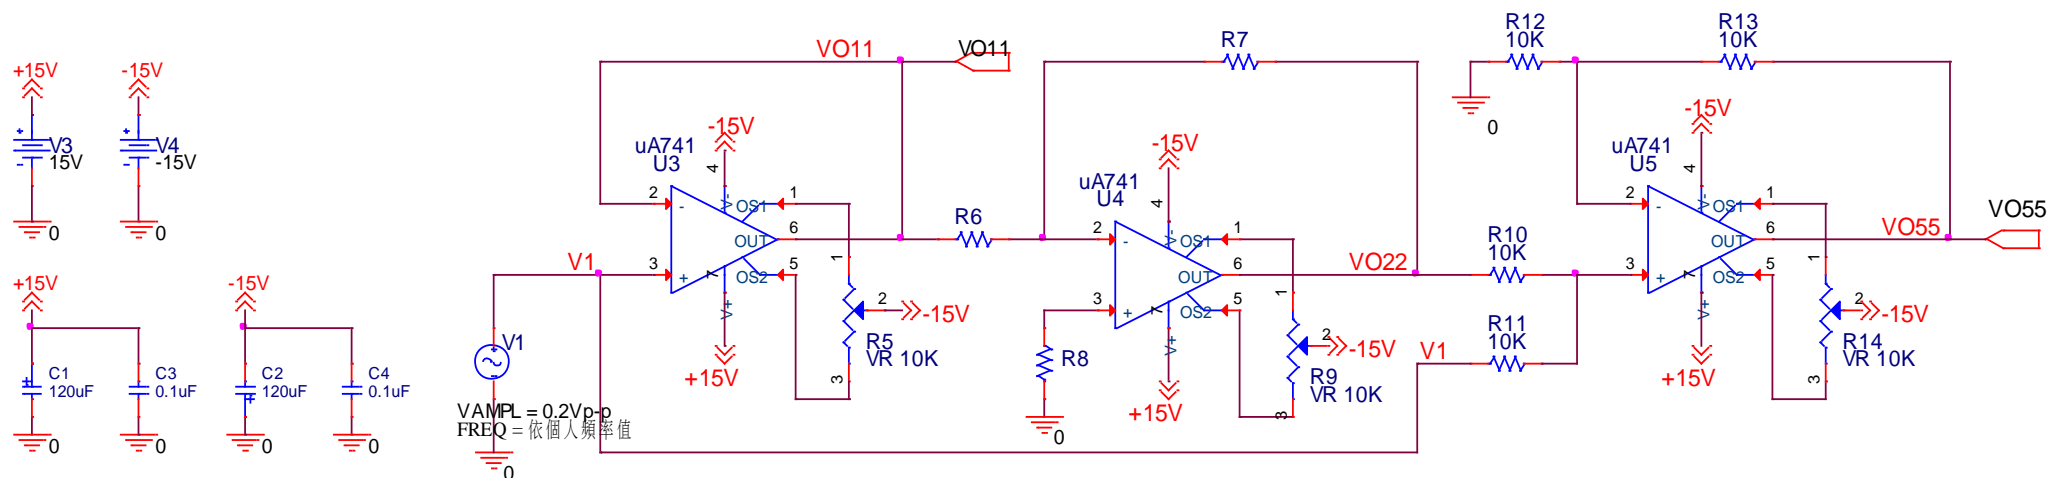 +15V
V3
15V
0
-15V
V4
-15V
0
+15V
C1
120uF
0
C3
0.1uF
0
-15V
C2
120uF
0
C4
0.1uF
0
V1
V1
VAMPL = 0.2Vp-p
FREQ = 依個人頻率值
0
VO11
VO11
uA741
U3
-15V
4
V-
2
-
3
+
OS1
1
OUT
6
OS2
5
7
V+
+15V
1
2
-15V
R5
VR 10K
3
R6
R7
uA741
U4
-15V
4
V-
2
-
3
+
OS1
1
OUT
6
OS2
5
7
V+
+15V
R8
0
1
2
-15V
R9
VR 10K
3
VO22
R10
10K
V1
R11
10K
R12
10K
0
R13
10K
uA741
U5
-15V
4
V-
2
-
3
+
OS1
1
OUT
6
OS2
5
7
V+
+15V
1
2
-15V
R14
VR 10K
3
VO55
VO55